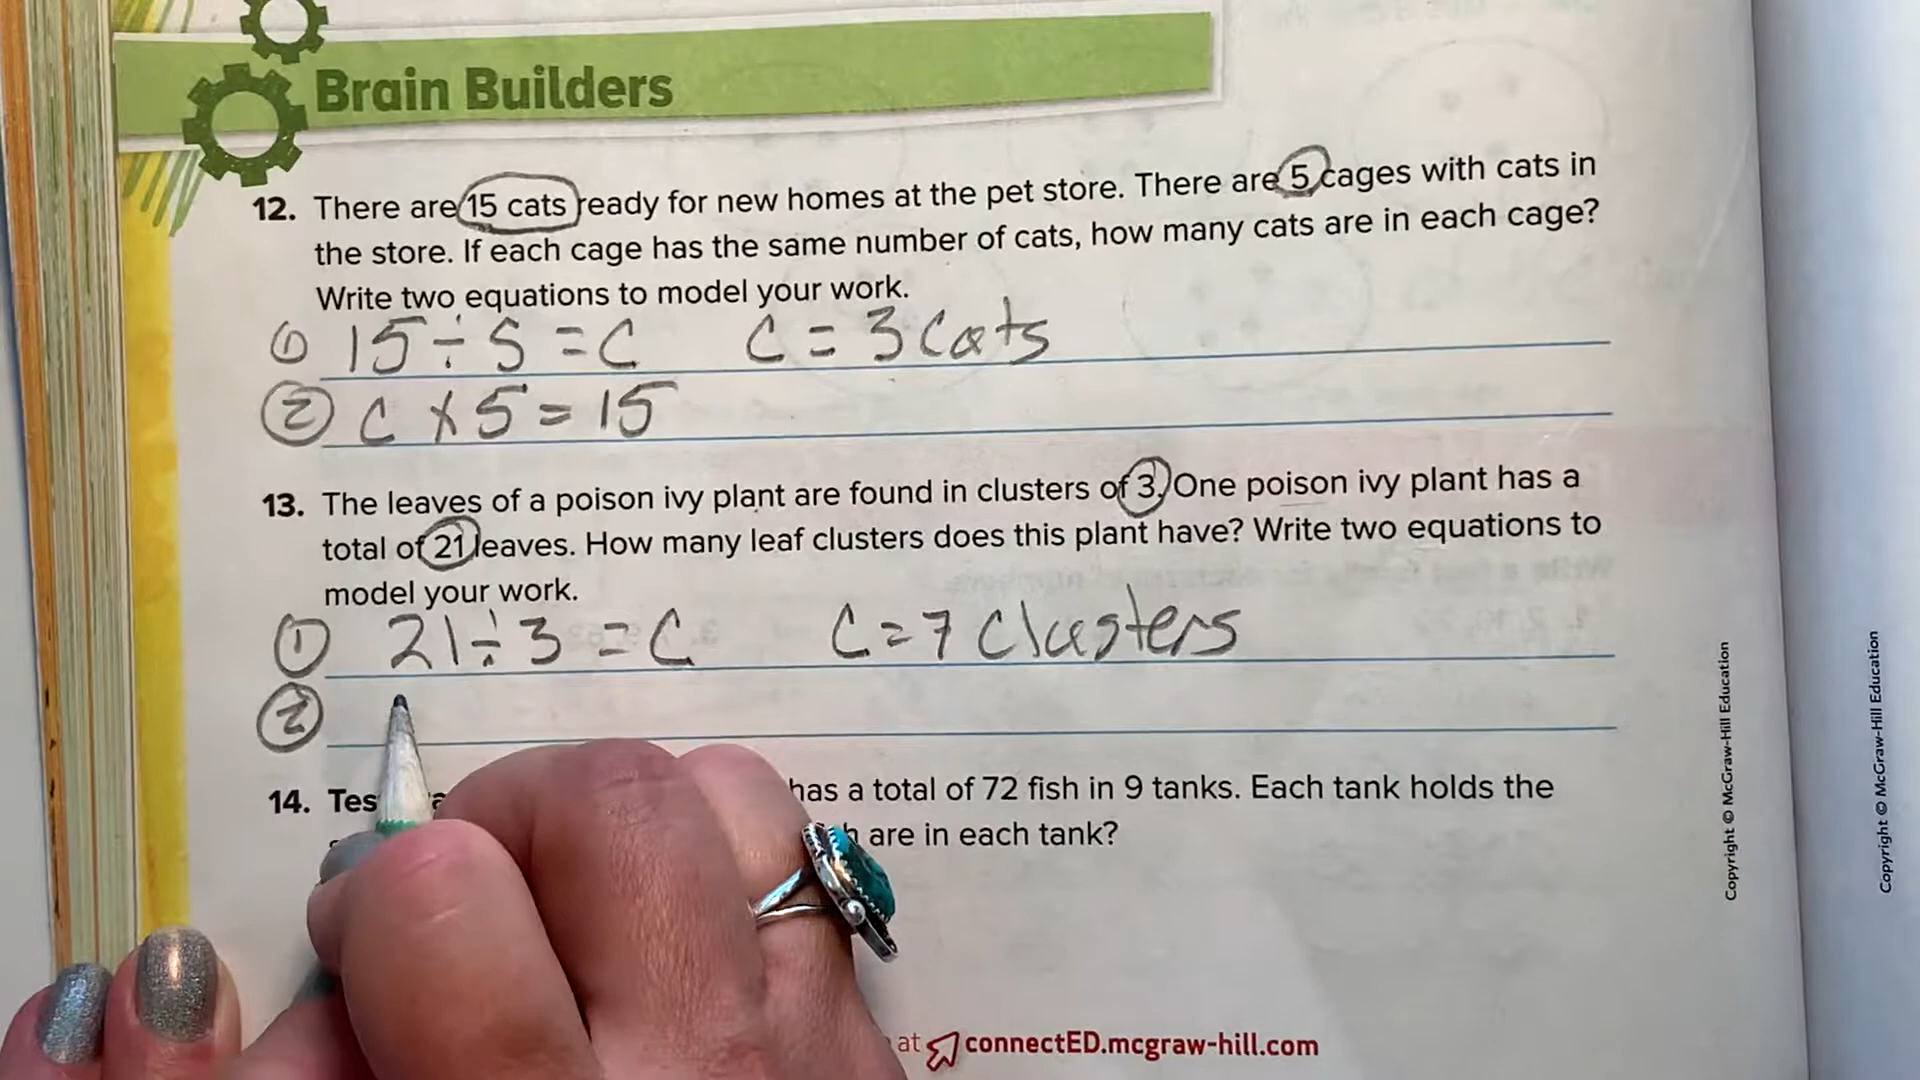 Brain Builders
12. There are 15 cats ready for new homes at the pet store. There are 5 cages with cats in
the store. If each cage has the same number of cats, how many cats are in each cage?
Write two equations to model your work.
① 15 ÷ 5 = C C = 3 Cats
② C × 5 = 15
13. The leaves of a poison ivy plant are found in clusters of 3. One poison ivy plant has a
total of 21 leaves. How many leaf clusters does this plant have? Write two equations to
model your work.
① 21 ÷ 3 = C C = 7 Clusters
②
14. has a total of 72 fish in 9 tanks. Each tank holds the
are in each tank?
at connectED.mcgraw-hill.com
Copyright © McGraw-Hill Education
Copyright © McGraw-Hill Education